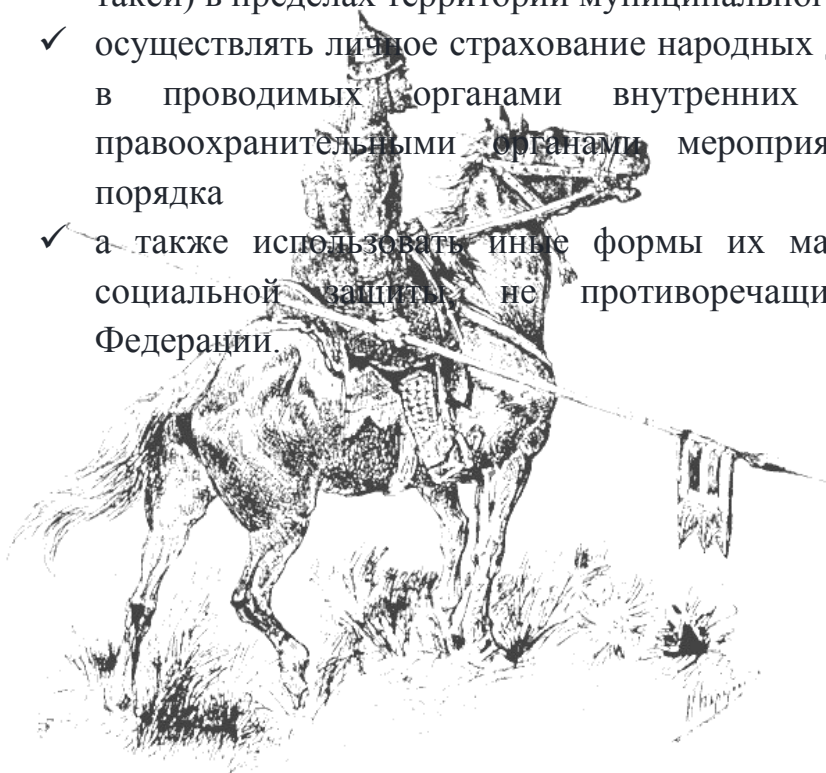 такси) в пределах территории муниципальног
✓ осуществлять личное страхование народных
в проводимых органами внутренних
правоохранительными органами мероприя
порядка
✓ а также использовать иные формы их ма
социальной защиты, не противоречащи
Федерации.